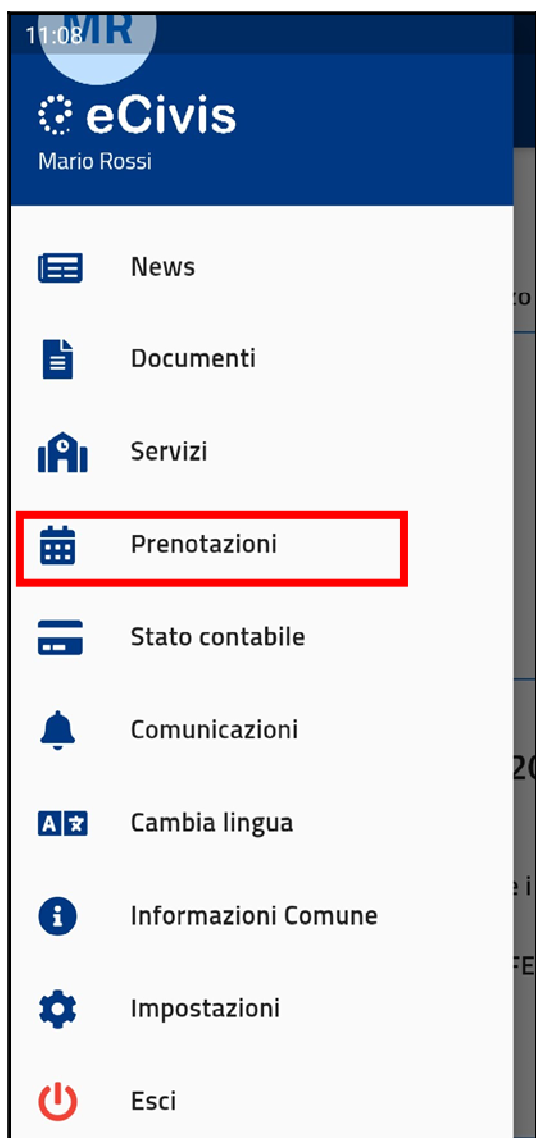 11:08
MR
eCivis
Mario Rossi
News
Documenti
Servizi
Prenotazioni
Stato contabile
Comunicazioni
Cambia lingua
Informazioni Comune
Impostazioni
Esci